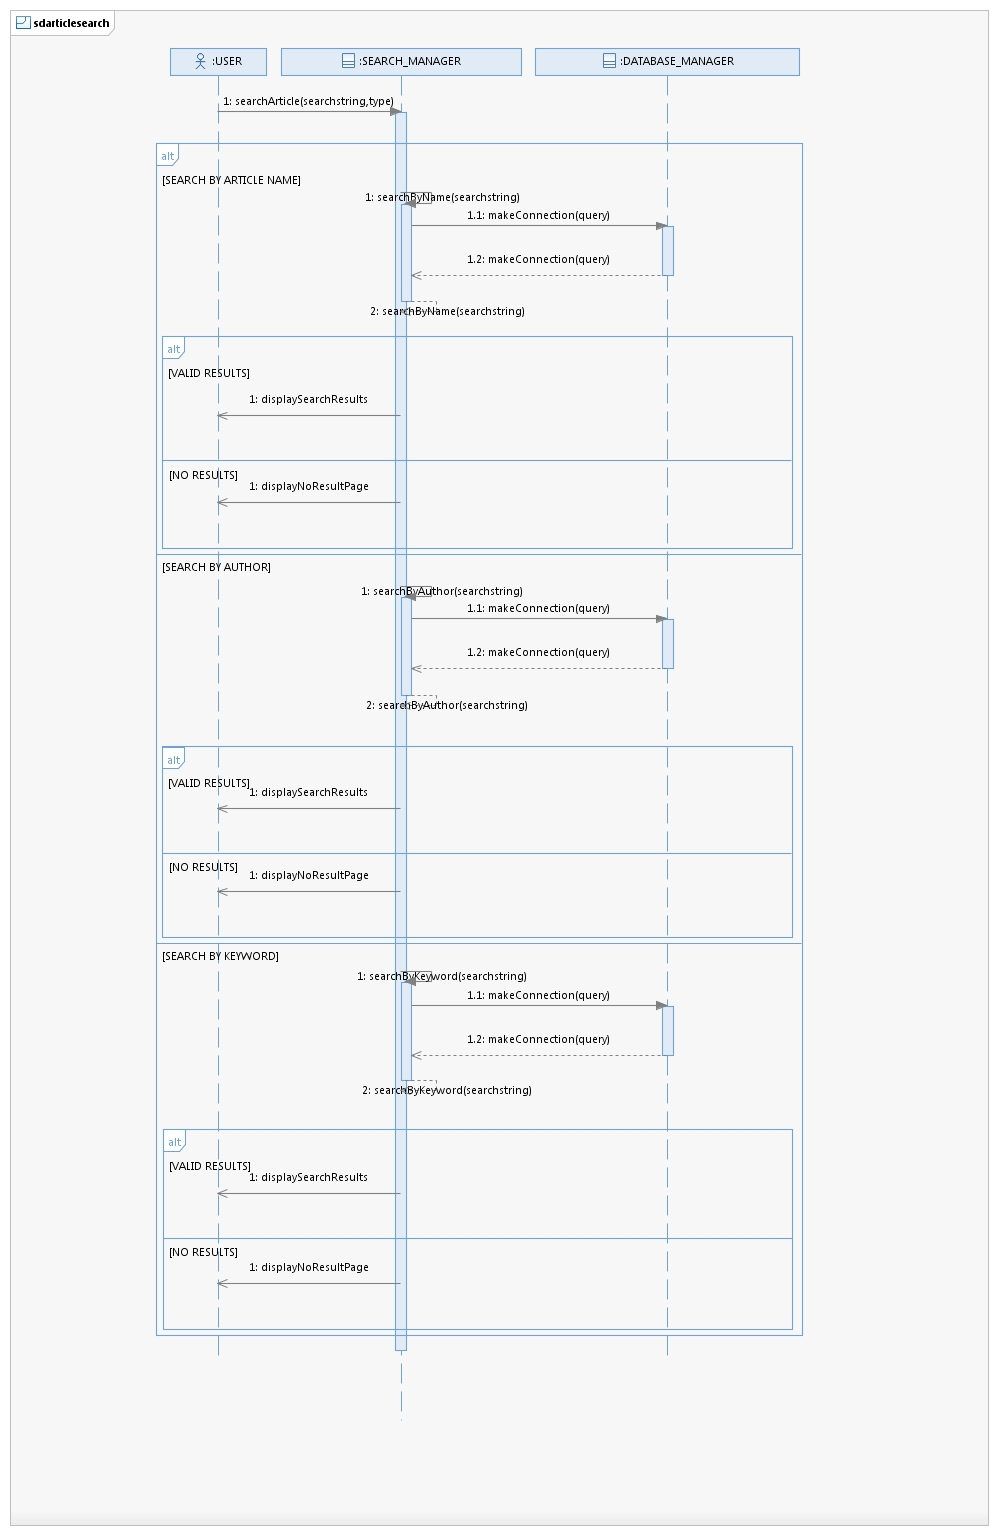 sdarticlesearch
:USER
:SEARCH_MANAGER
:DATABASE_MANAGER
1: searchArticle(searchstring,type)
alt
[SEARCH BY ARTICLE NAME]
1: searchByName(searchstring)
1.1: makeConnection(query)
1.2: makeConnection(query)
2: searchByName(searchstring)
alt
[VALID RESULTS]
1: displaySearchResults
[NO RESULTS]
1: displayNoResultPage
[SEARCH BY AUTHOR]
1: searchByAuthor(searchstring)
1.1: makeConnection(query)
1.2: makeConnection(query)
2: searchByAuthor(searchstring)
alt
[VALID RESULTS]
1: displaySearchResults
[NO RESULTS]
1: displayNoResultPage
[SEARCH BY KEYWORD]
1: searchByKeyword(searchstring)
1.1: makeConnection(query)
1.2: makeConnection(query)
2: searchByKeyword(searchstring)
alt
[VALID RESULTS]
1: displaySearchResults
[NO RESULTS]
1: displayNoResultPage